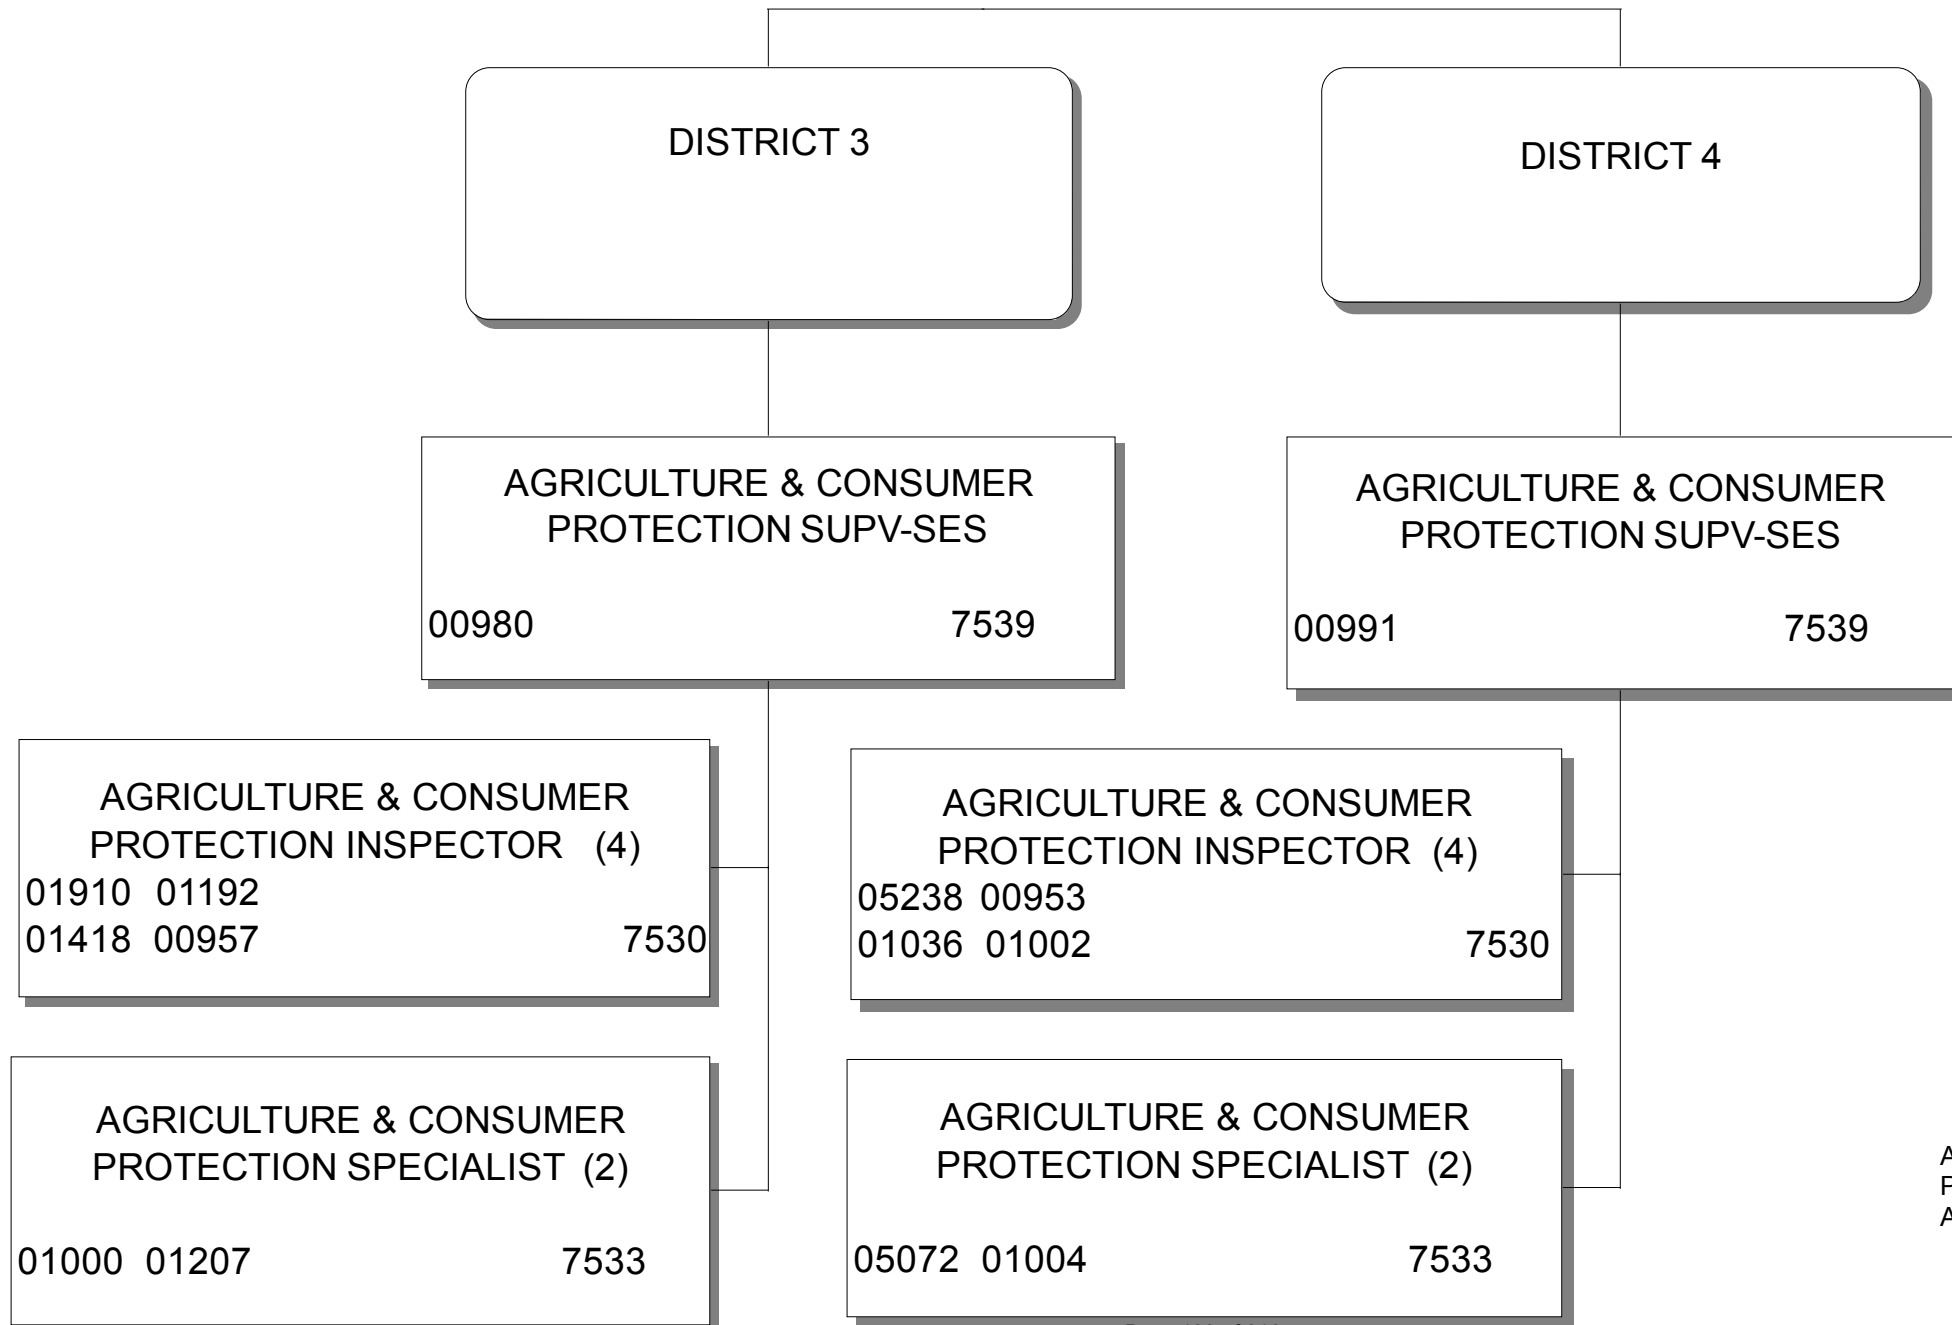 DISTRICT 3
DISTRICT 4
AGRICULTURE & CONSUMER
PROTECTION SUPV-SES
00980 7539
AGRICULTURE & CONSUMER
PROTECTION SUPV-SES
00991 7539
AGRICULTURE & CONSUMER
PROTECTION INSPECTOR (4)
01910 01192
01418 00957 7530
AGRICULTURE & CONSUMER
PROTECTION INSPECTOR (4)
05238 00953
01036 01002 7530
AGRICULTURE & CONSUMER
PROTECTION SPECIALIST (2)
01000 01207 7533
AGRICULTURE & CONSUMER
PROTECTION SPECIALIST (2)
05072 01004 7533